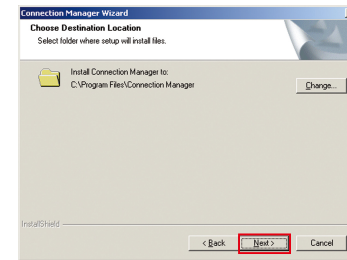 Connection Manager Wizard
Choose Destination Location
Select folder where setup will install files.
Install Connection Manager to:
C:\Program Files\Connection Manager
Change...
InstallShield
< Back
Next >
Cancel